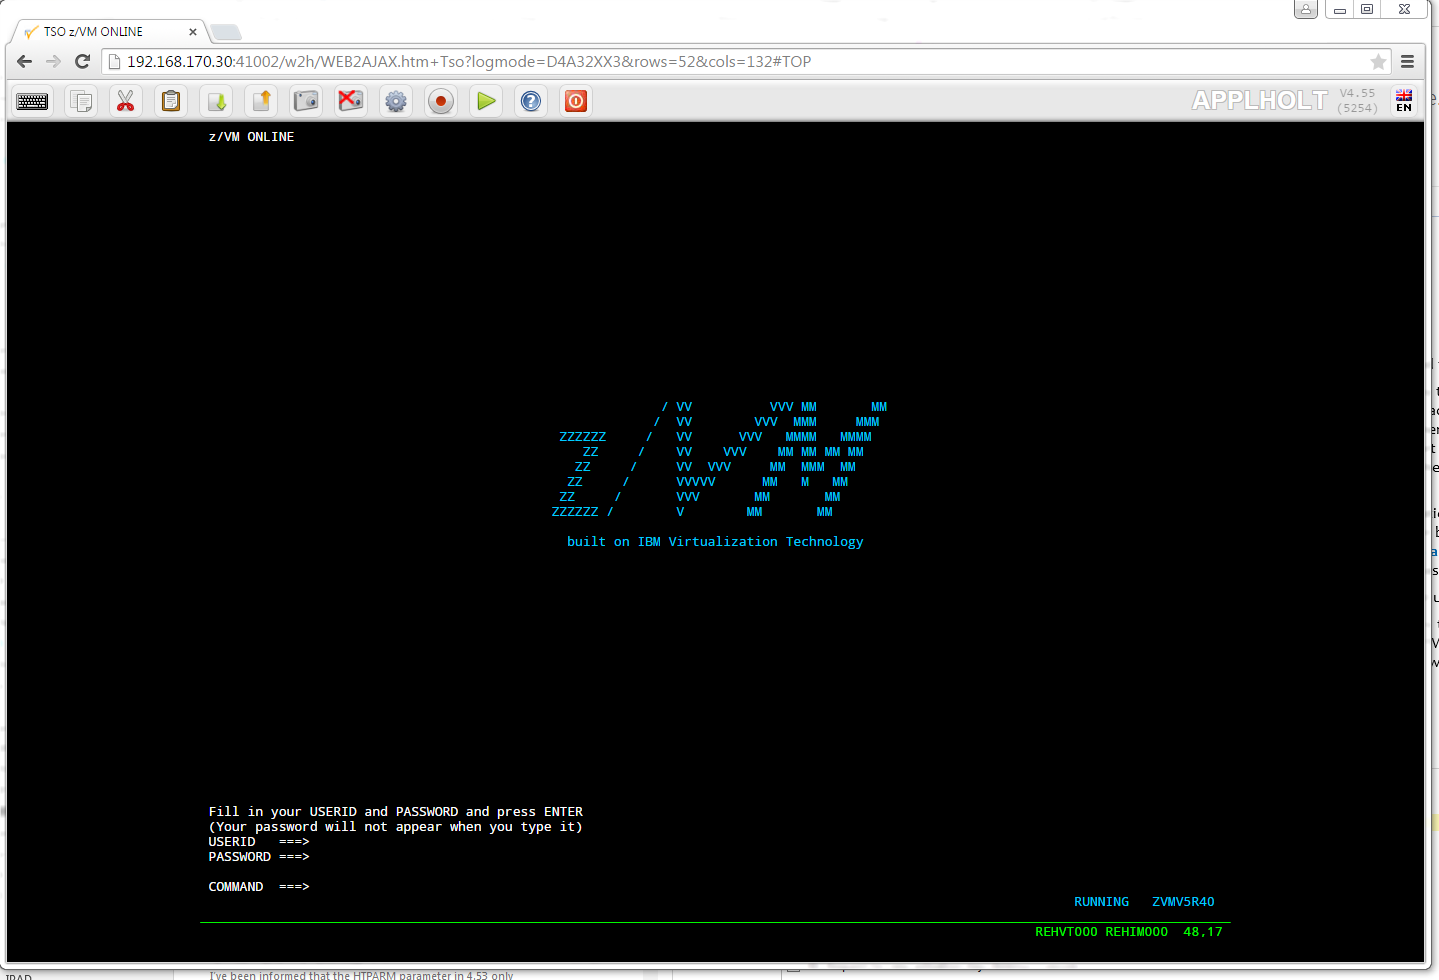 TSO z/VM ONLINE
192.168.170.30:41002/w2h/WEB2AJAX.htm+Tso?logmode=D4A32XX3&rows=52&cols=132#TOP
APPLHOLT
V4.55
(5254)
EN
z/VM ONLINE
/ VV          VVV MM       MM
/  VV        VVV  MMM     MMM
ZZZZZZ     /   VV      VVV   MMMM   MMMM
ZZ     /    VV    VVV    MM MM MM MM
ZZ     /     VV  VVV     MM  MMM  MM
ZZ     /      VVVVV      MM   M   MM
ZZ     /       VVV       MM       MM
ZZZZZZ /        V        MM       MM
built on IBM Virtualization Technology
Fill in your USERID and PASSWORD and press ENTER
(Your password will not appear when you type it)
USERID   ===>
PASSWORD ===>
COMMAND  ===>
RUNNING   ZVMV5R40
REHVT000 REHIM000  48,17
I've been informed that the HTPARM parameter in 4.53 only